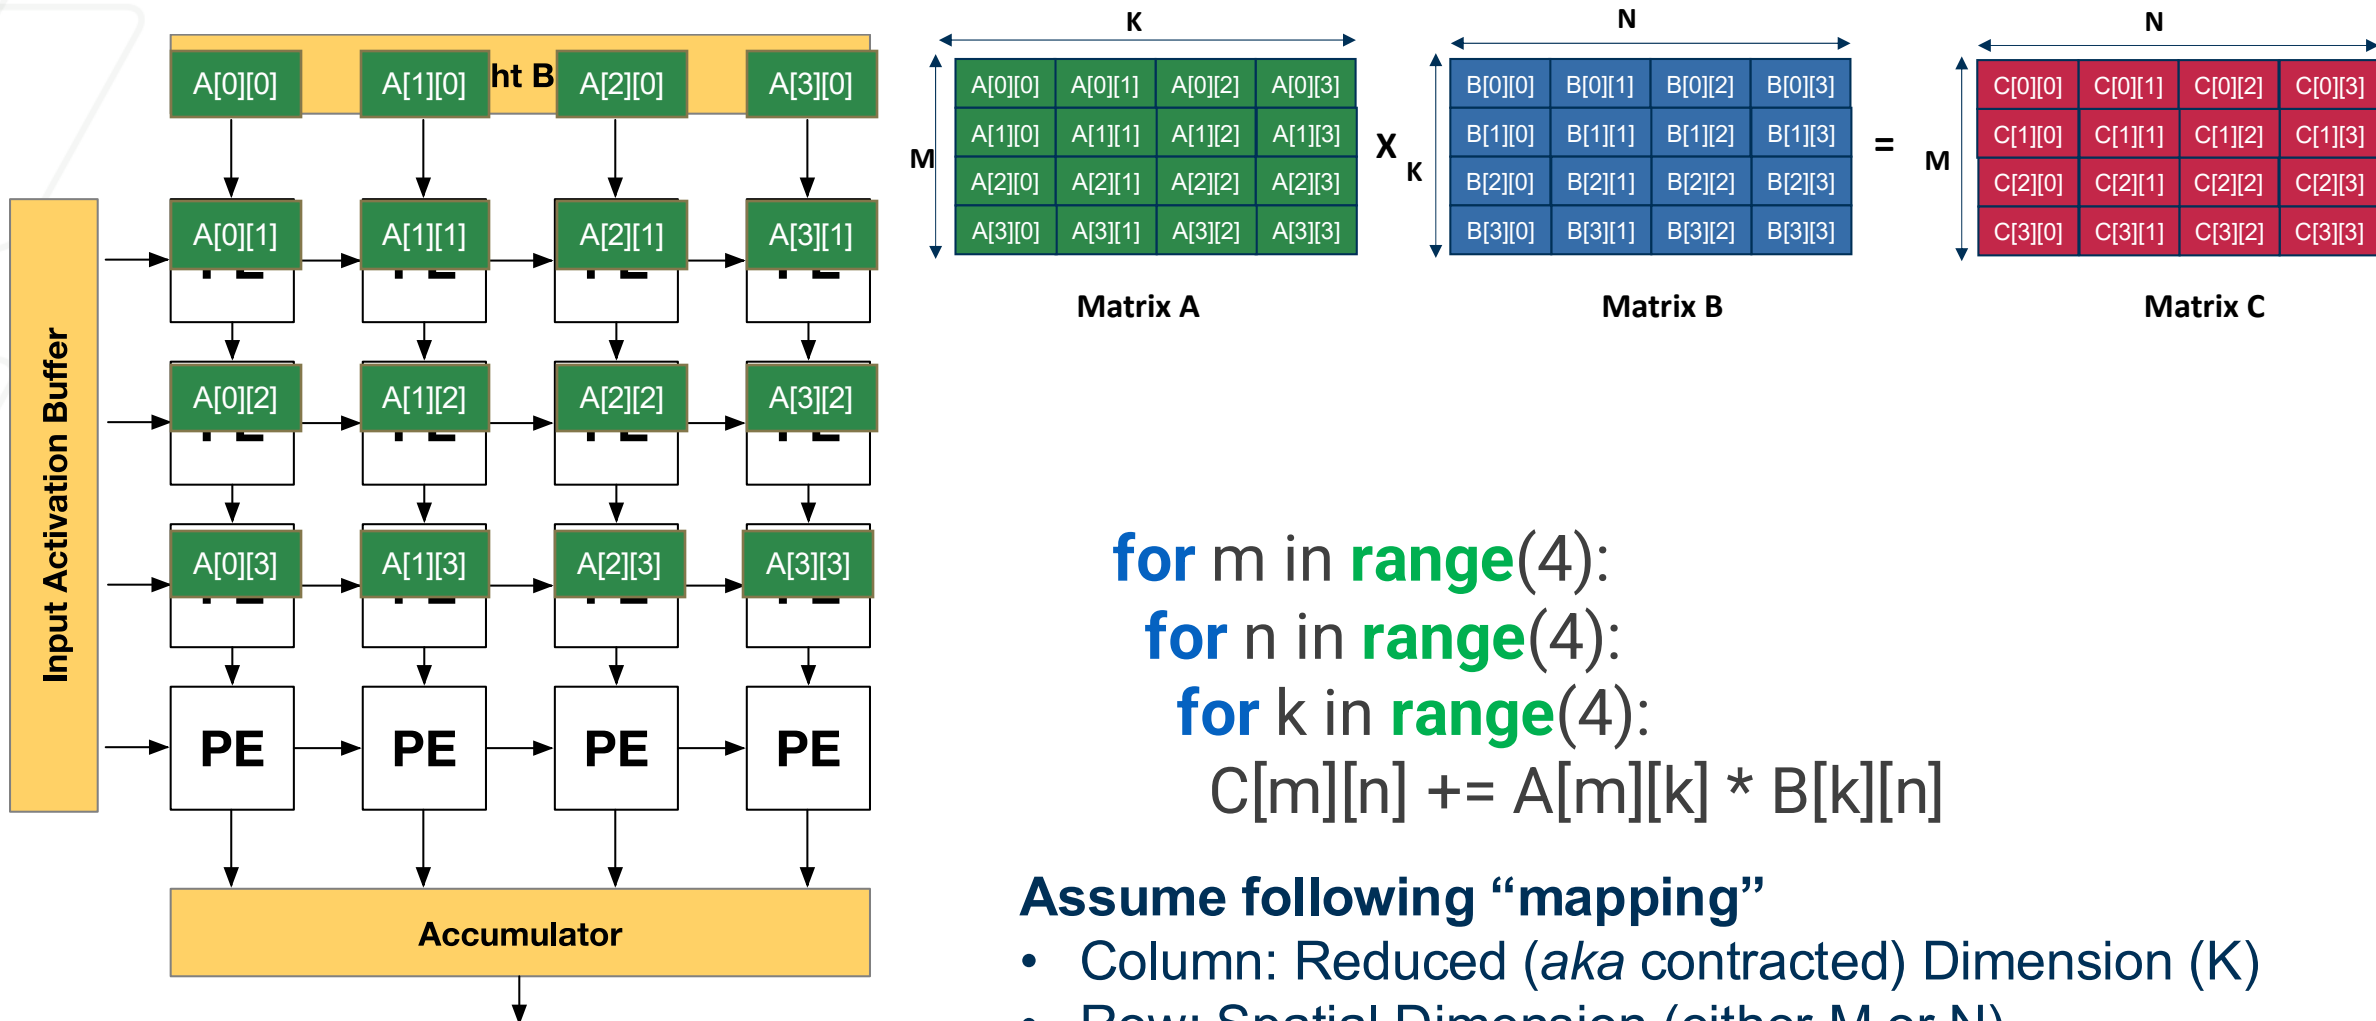 A[0][0] A[1][0] ht B A[2][0] A[3][0]
A[0][1] A[1][1] A[2][1] A[3][1]
A[0][2] A[1][2] A[2][2] A[3][2]
A[0][3] A[1][3] A[2][3] A[3][3]
PE PE PE PE
Input Activation Buffer
Accumulator
K
M
A[0][0] A[0][1] A[0][2] A[0][3]
A[1][0] A[1][1] A[1][2] A[1][3]
A[2][0] A[2][1] A[2][2] A[2][3]
A[3][0] A[3][1] A[3][2] A[3][3]
Matrix A
X
N
K
B[0][0] B[0][1] B[0][2] B[0][3]
B[1][0] B[1][1] B[1][2] B[1][3]
B[2][0] B[2][1] B[2][2] B[2][3]
B[3][0] B[3][1] B[3][2] B[3][3]
Matrix B
=
N
M
C[0][0] C[0][1] C[0][2] C[0][3]
C[1][0] C[1][1] C[1][2] C[1][3]
C[2][0] C[2][1] C[2][2] C[2][3]
C[3][0] C[3][1] C[3][2] C[3][3]
Matrix C
for m in range(4):
for n in range(4):
for k in range(4):
C[m][n] += A[m][k] * B[k][n]
Assume following “mapping”
• Column: Reduced (aka contracted) Dimension (K)
• Row: Spatial Dimension (either M or N)